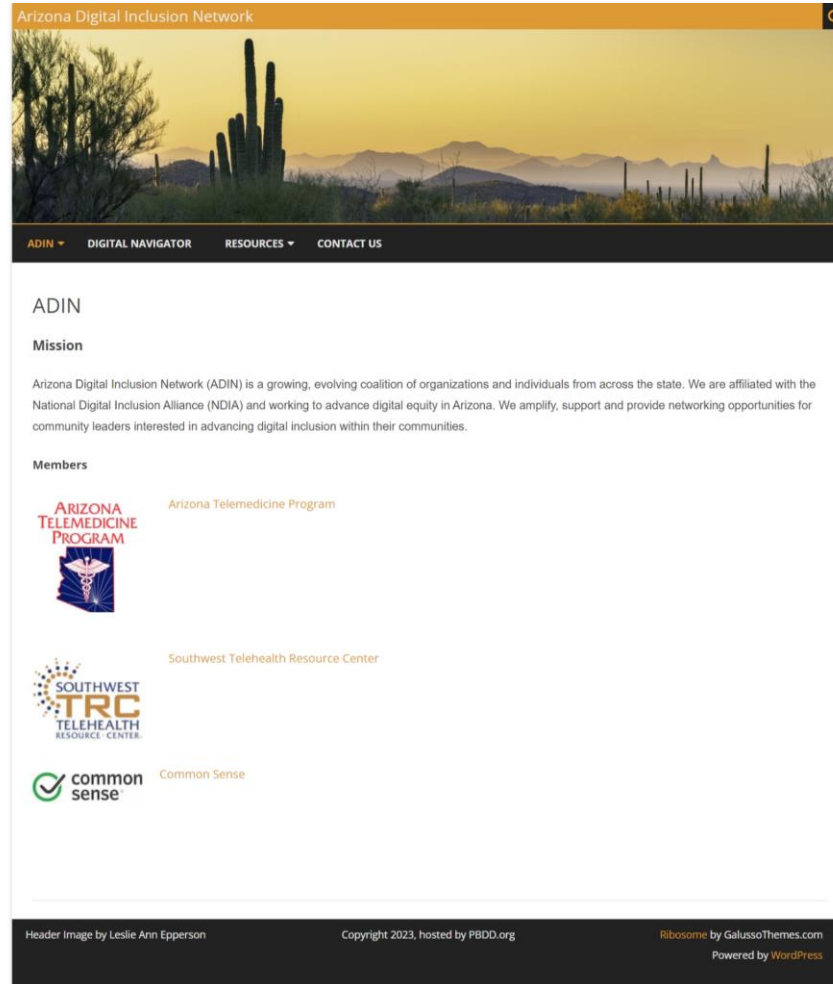 Arizona Digital Inclusion Network
ADIN
DIGITAL NAVIGATOR
RESOURCES
CONTACT US
ADIN
Mission
Arizona Digital Inclusion Network (ADIN) is a growing, evolving coalition of organizations and individuals from across the state. We are affiliated with the
National Digital Inclusion Alliance (NDIA) and working to advance digital equity in Arizona. We amplify, support and provide networking opportunities for
community leaders interested in advancing digital inclusion within their communities.
Members
ARIZONA
TELEMEDICINE
PROGRAM
Arizona Telemedicine Program
SOUTHWEST
TRC
TELEHEALTH
RESOURCE · CENTER
Southwest Telehealth Resource Center
common
sense
Common Sense
Header Image by Leslie Ann Epperson
Copyright 2023, hosted by PBDD.org
Ribosome by GalussoThemes.com
Powered by WordPress